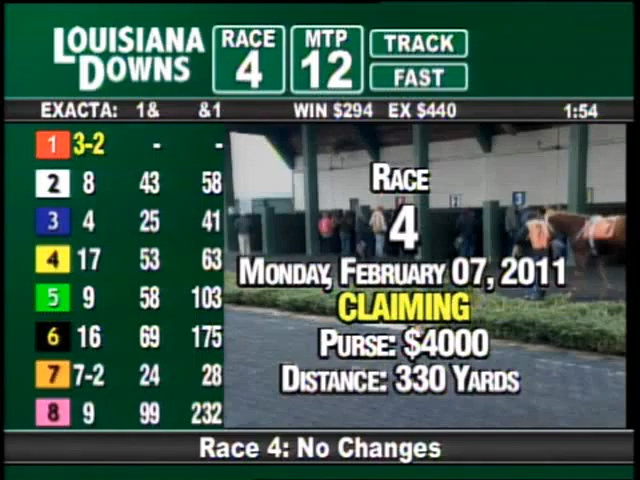 LOUISIANA DOWNS
RACE 4
MTP 12
TRACK FAST
EXACTA: 1& &1 WIN $294 EX $440 1:54
1 3-2 - -
2 8 43 58
3 4 25 41
4 17 53 63
5 9 58 103
6 16 69 175
7 7-2 24 28
8 9 99 232
RACE
4
MONDAY, FEBRUARY 07, 2011
CLAIMING
PURSE: $4000
DISTANCE: 330 YARDS
Race 4: No Changes